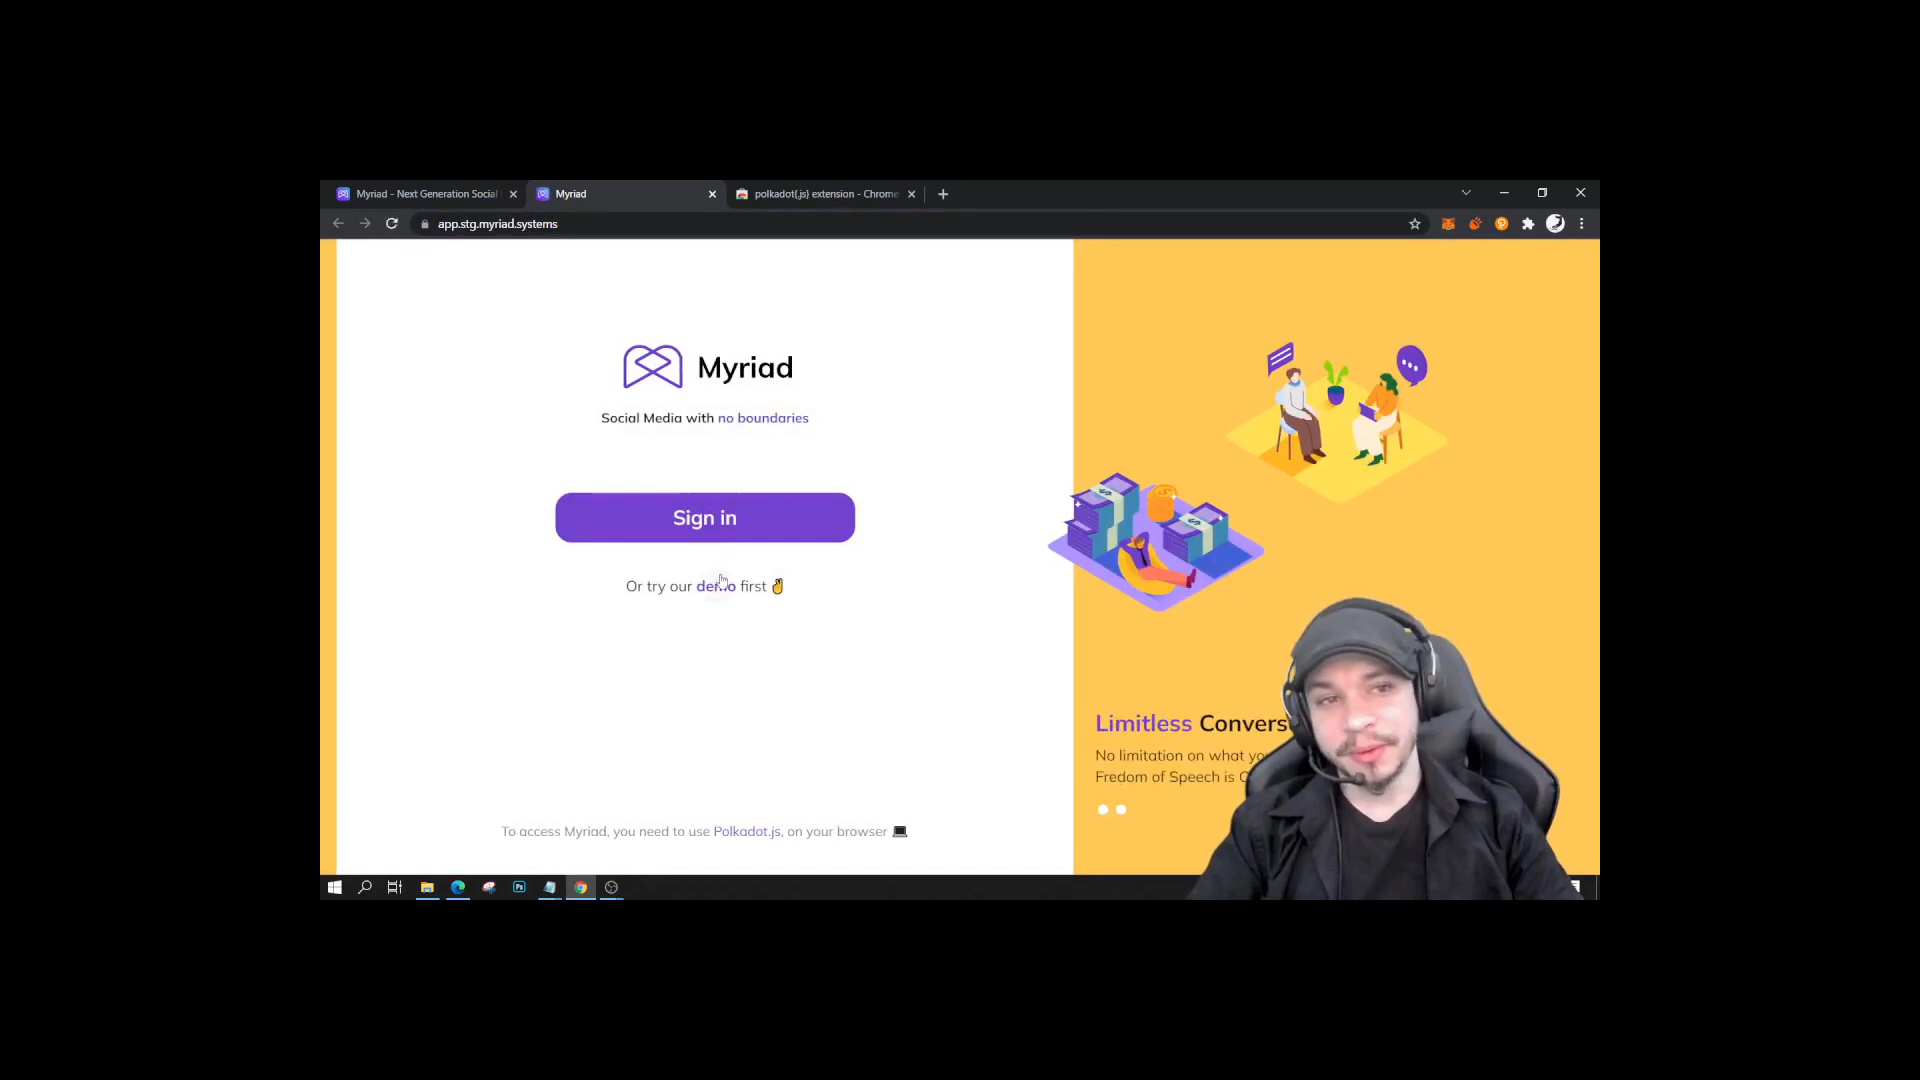 Myriad - Next Generation Social
Myriad
polkadot{.js} extension - Chrome
app.stg.myriad.systems
Myriad
Social Media with no boundaries
Sign in
Or try our demo first
To access Myriad, you need to use Polkadot.js, on your browser
Limitless Convers
No limitation on what yo
Fredom of Speech is
Ps